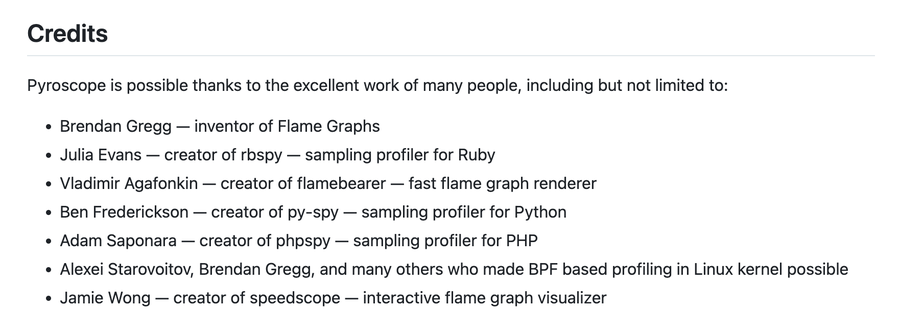 Credits
Pyroscope is possible thanks to the excellent work of many people, including but not limited to:
• Brendan Gregg — inventor of Flame Graphs
• Julia Evans — creator of rbspy — sampling profiler for Ruby
• Vladimir Agafonkin — creator of flamebearer — fast flame graph renderer
• Ben Frederickson — creator of py-spy — sampling profiler for Python
• Adam Saponara — creator of phpspy — sampling profiler for PHP
• Alexei Starovoitov, Brendan Gregg, and many others who made BPF based profiling in Linux kernel possible
• Jamie Wong — creator of speedscope — interactive flame graph visualizer